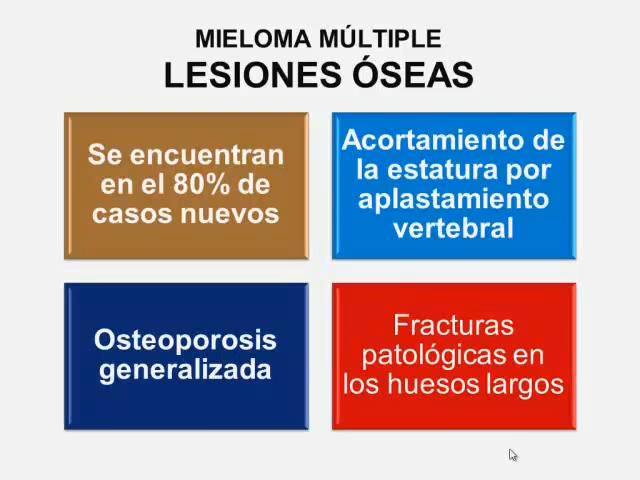 MIELOMA MÚLTIPLE
LESIONES ÓSEAS
Se encuentran
en el 80% de
casos nuevos
Acortamiento de
la estatura por
aplastamiento
vertebral
Osteoporosis
generalizada
Fracturas
patológicas en
los huesos largos